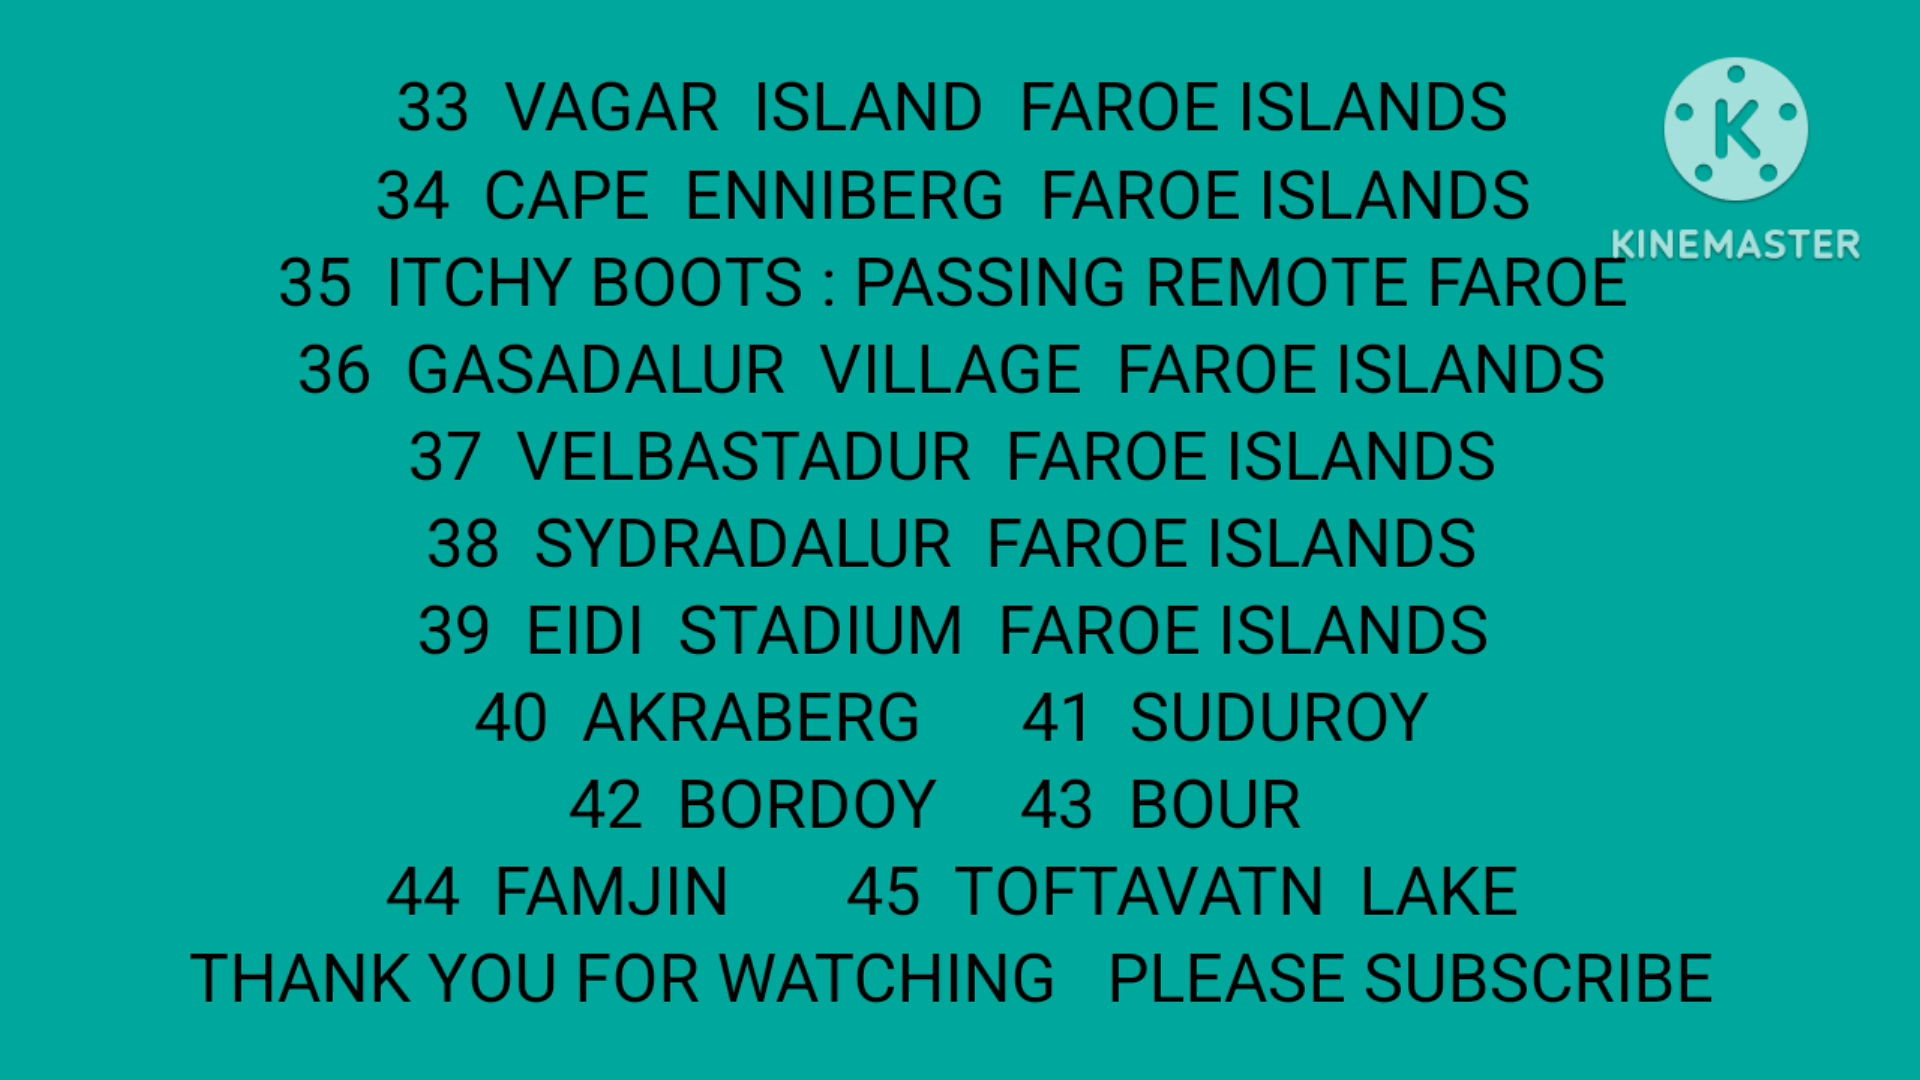 33 VAGAR ISLAND FAROE ISLANDS
34 CAPE ENNIBERG FAROE ISLANDS
K
KINEMASTER
35 ITCHY BOOTS : PASSING REMOTE FAROE
36 GASADALUR VILLAGE FAROE ISLANDS
37 VELBASTADUR FAROE ISLANDS
38 SYDRADALUR FAROE ISLANDS
39 EIDI STADIUM FAROE ISLANDS
40 AKRABERG 41 SUDUROY
42 BORDOY 43 BOUR
44 FAMJIN 45 TOFTAVATN LAKE
THANK YOU FOR WATCHING PLEASE SUBSCRIBE